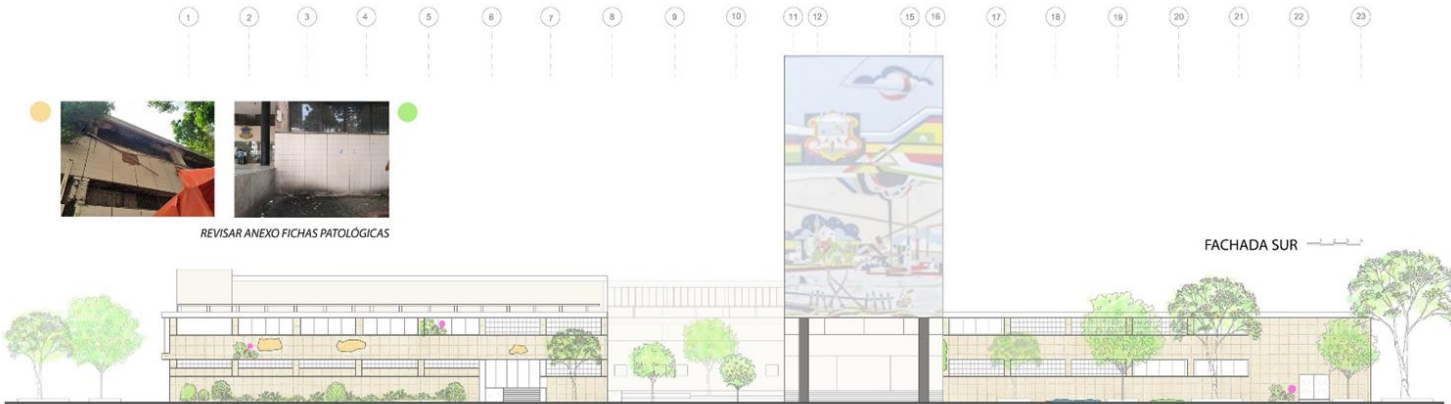 1 2 3 4 5 6 7 8 9 10 11 12 15 16 17 18 19 20 21 22 23
REVISAR ANEXO FICHAS PATOLÓGICAS
FACHADA SUR